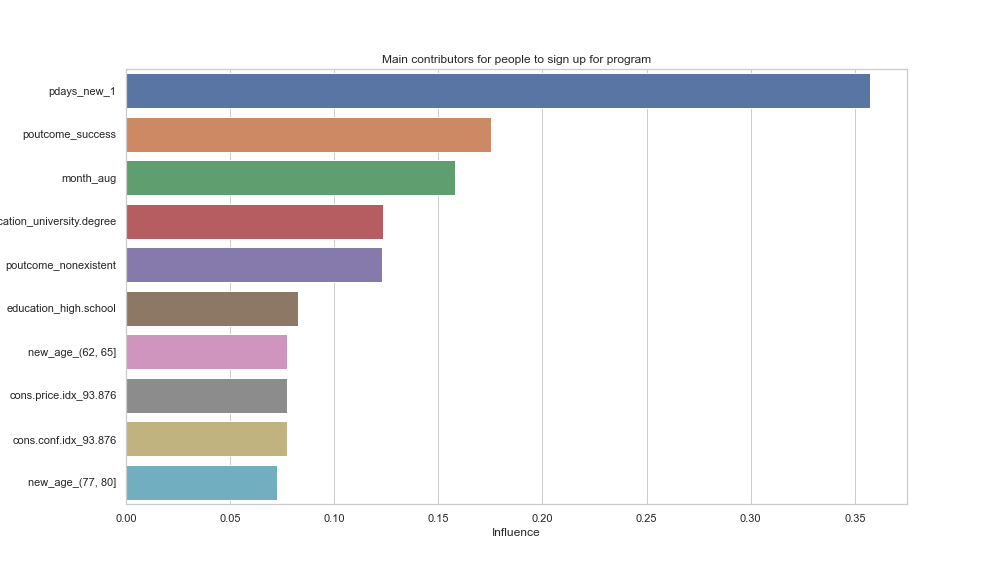 Main contributors for people to sign up for program
pdays_new_1
poutcome_success
month_aug
cation_university.degree
poutcome_nonexistent
education_high.school
new_age_(62, 65]
cons.price.idx_93.876
cons.conf.idx_93.876
new_age_(77, 80]
0.00 0.05 0.10 0.15 0.20 0.25 0.30 0.35
Influence